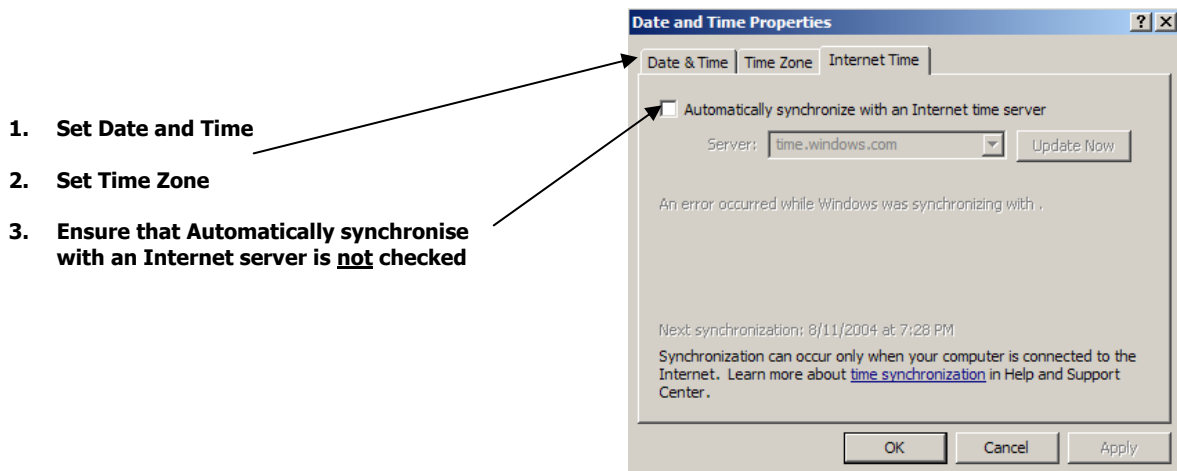 1. Set Date and Time
2. Set Time Zone
3. Ensure that Automatically synchronise
with an Internet server is not checked
Date and Time Properties
Date & Time Time Zone Internet Time
Automatically synchronize with an Internet time server
Server: time.windows.com Update Now
An error occurred while Windows was synchronizing with .
Next synchronization: 8/11/2004 at 7:28 PM
Synchronization can occur only when your computer is connected to the
Internet. Learn more about time synchronization in Help and Support
Center.
OK Cancel Apply